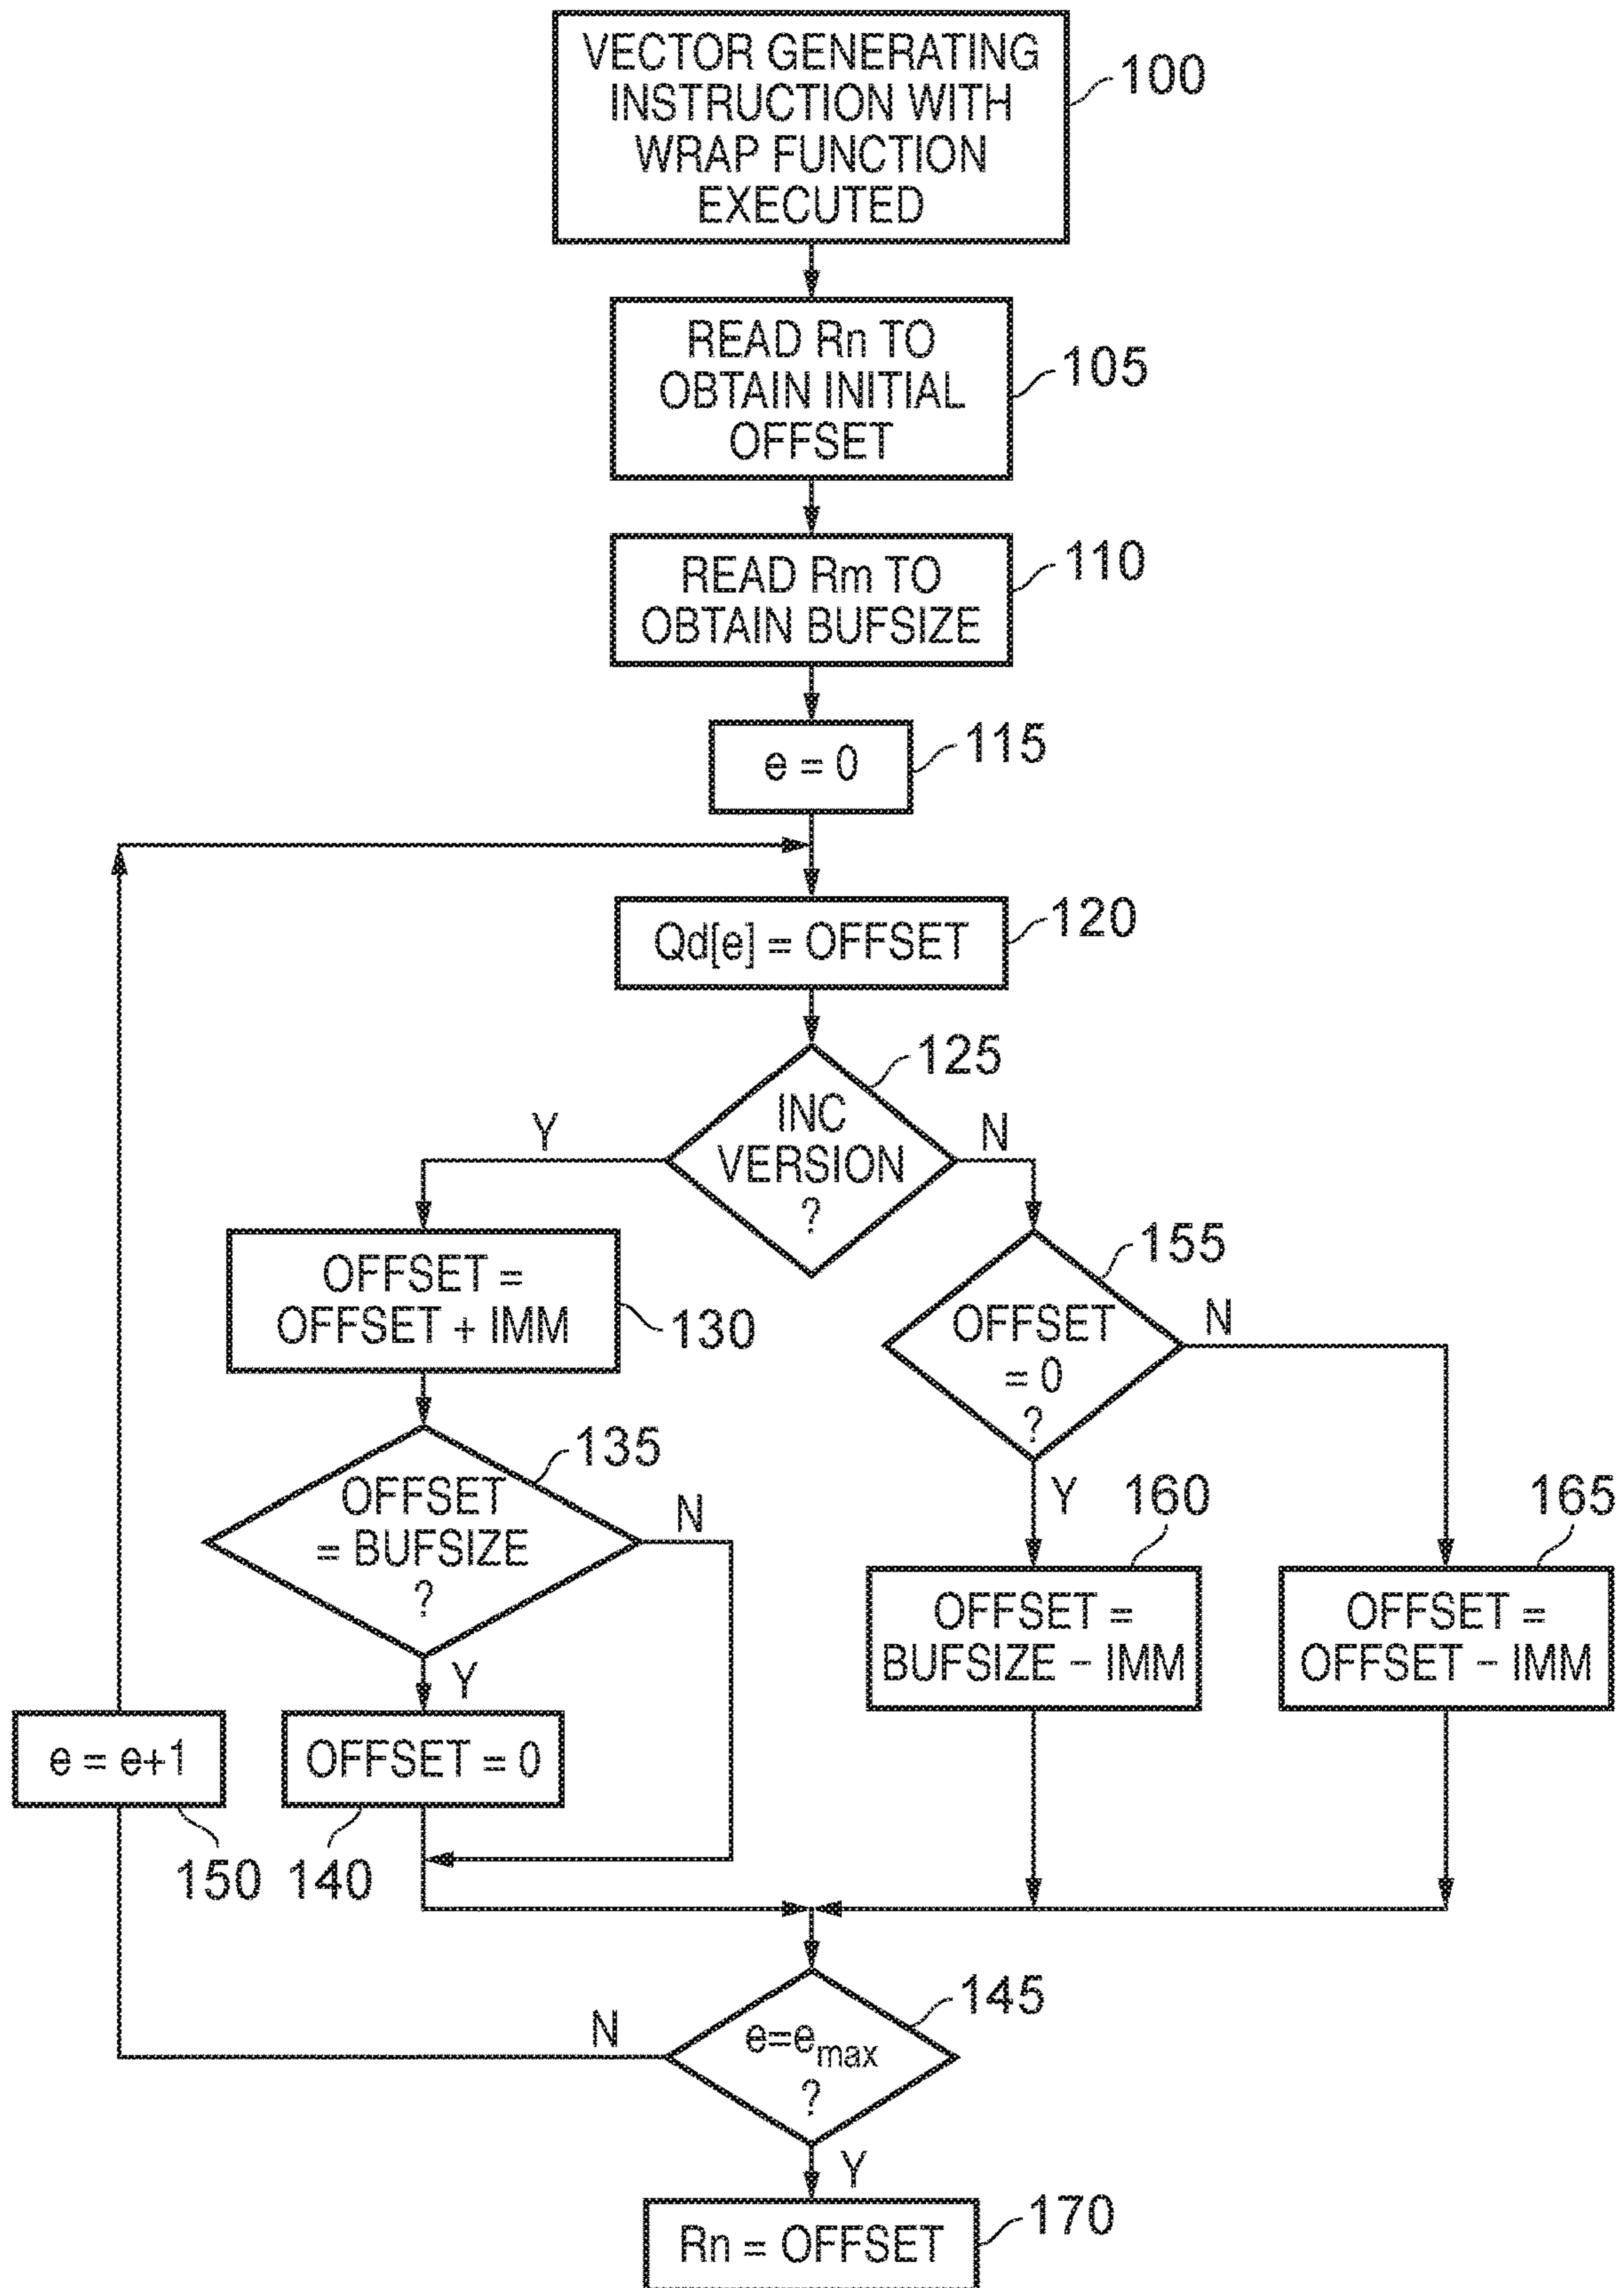 VECTOR GENERATING
INSTRUCTION WITH
WRAP FUNCTION
EXECUTED
100
READ Rn TO
OBTAIN INITIAL
OFFSET
105
READ Rm TO
OBTAIN BUFSIZE
110
e = 0
115
Qd[e] = OFFSET
120
INC
VERSION
?
125
Y
N
OFFSET =
OFFSET + IMM
130
OFFSET
= 0
?
155
N
Y
OFFSET
= BUFSIZE
?
135
N
Y
OFFSET =
BUFSIZE – IMM
160
OFFSET =
OFFSET – IMM
165
e = e+1
150
OFFSET = 0
140
e=emax
?
145
N
Y
Rn = OFFSET
170